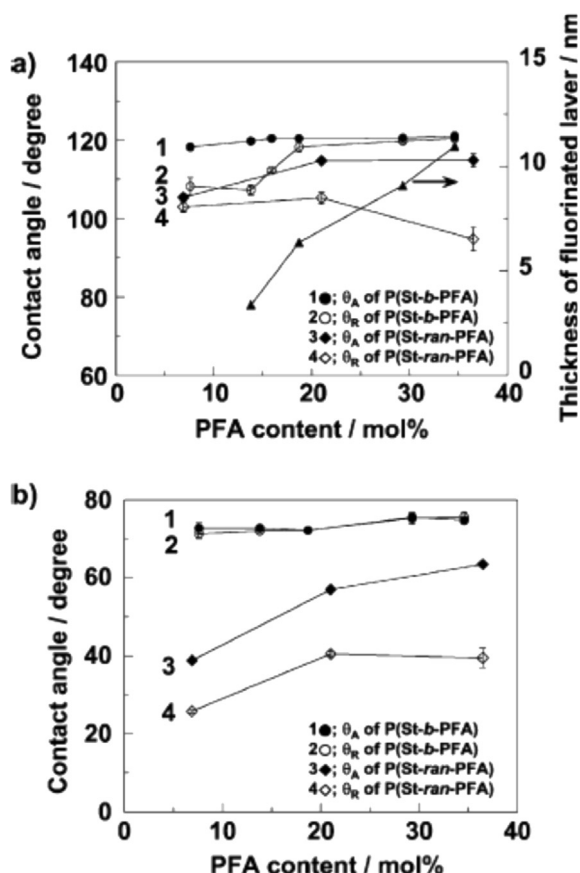 a)
Contact angle / degree
140
120
100
80
60
1
2
3
4
1●; θA of P(St-b-PFA)
2○; θR of P(St-b-PFA)
3◆; θA of P(St-ran-PFA)
4◇; θR of P(St-ran-PFA)
15
10
5
0
Thickness of fluorinated laver / nm
0
10
20
30
40
PFA content / mol%
b)
Contact angle / degree
80
60
40
20
0
1
2
3
4
1●; θA of P(St-b-PFA)
2○; θR of P(St-b-PFA)
3◆; θA of P(St-ran-PFA)
4◇; θR of P(St-ran-PFA)
0
10
20
30
40
PFA content / mol%